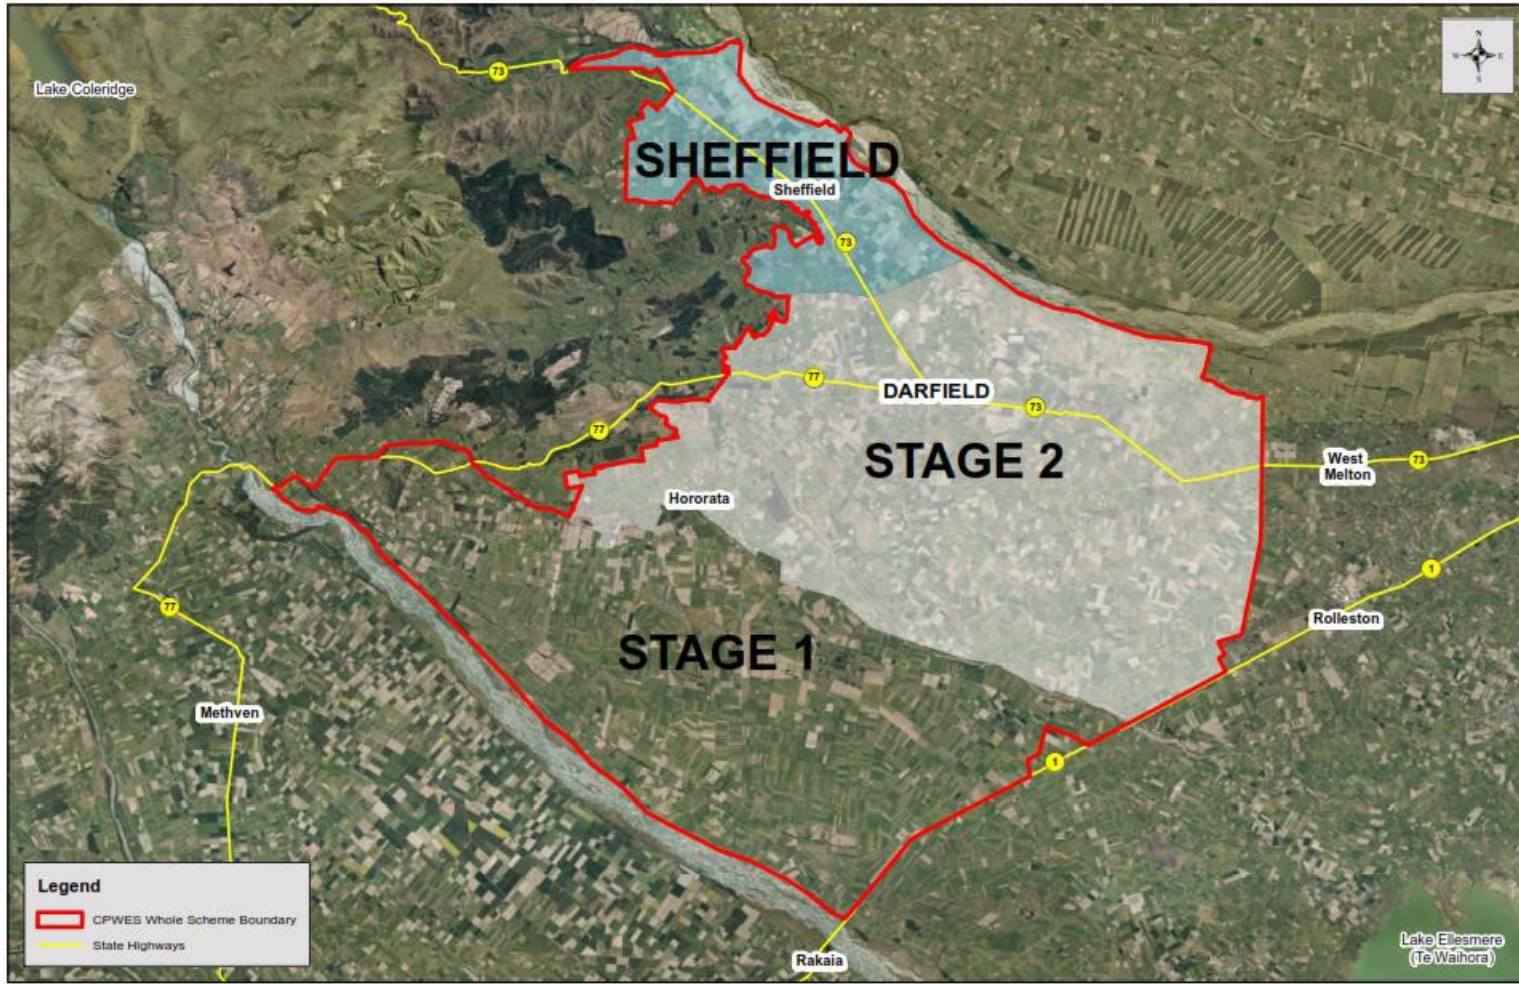 N
W E
S
Lake Coleridge
73
SHEFFIELD
Sheffield
73
77
DARFIELD
73
77
STAGE 2
West
Melton
73
Hororata
1
77
Rolleston
STAGE 1
Methven
1
Legend
CPWES Whole Scheme Boundary
State Highways
Rakaia
Lake Ellesmere
(Te Waihora)